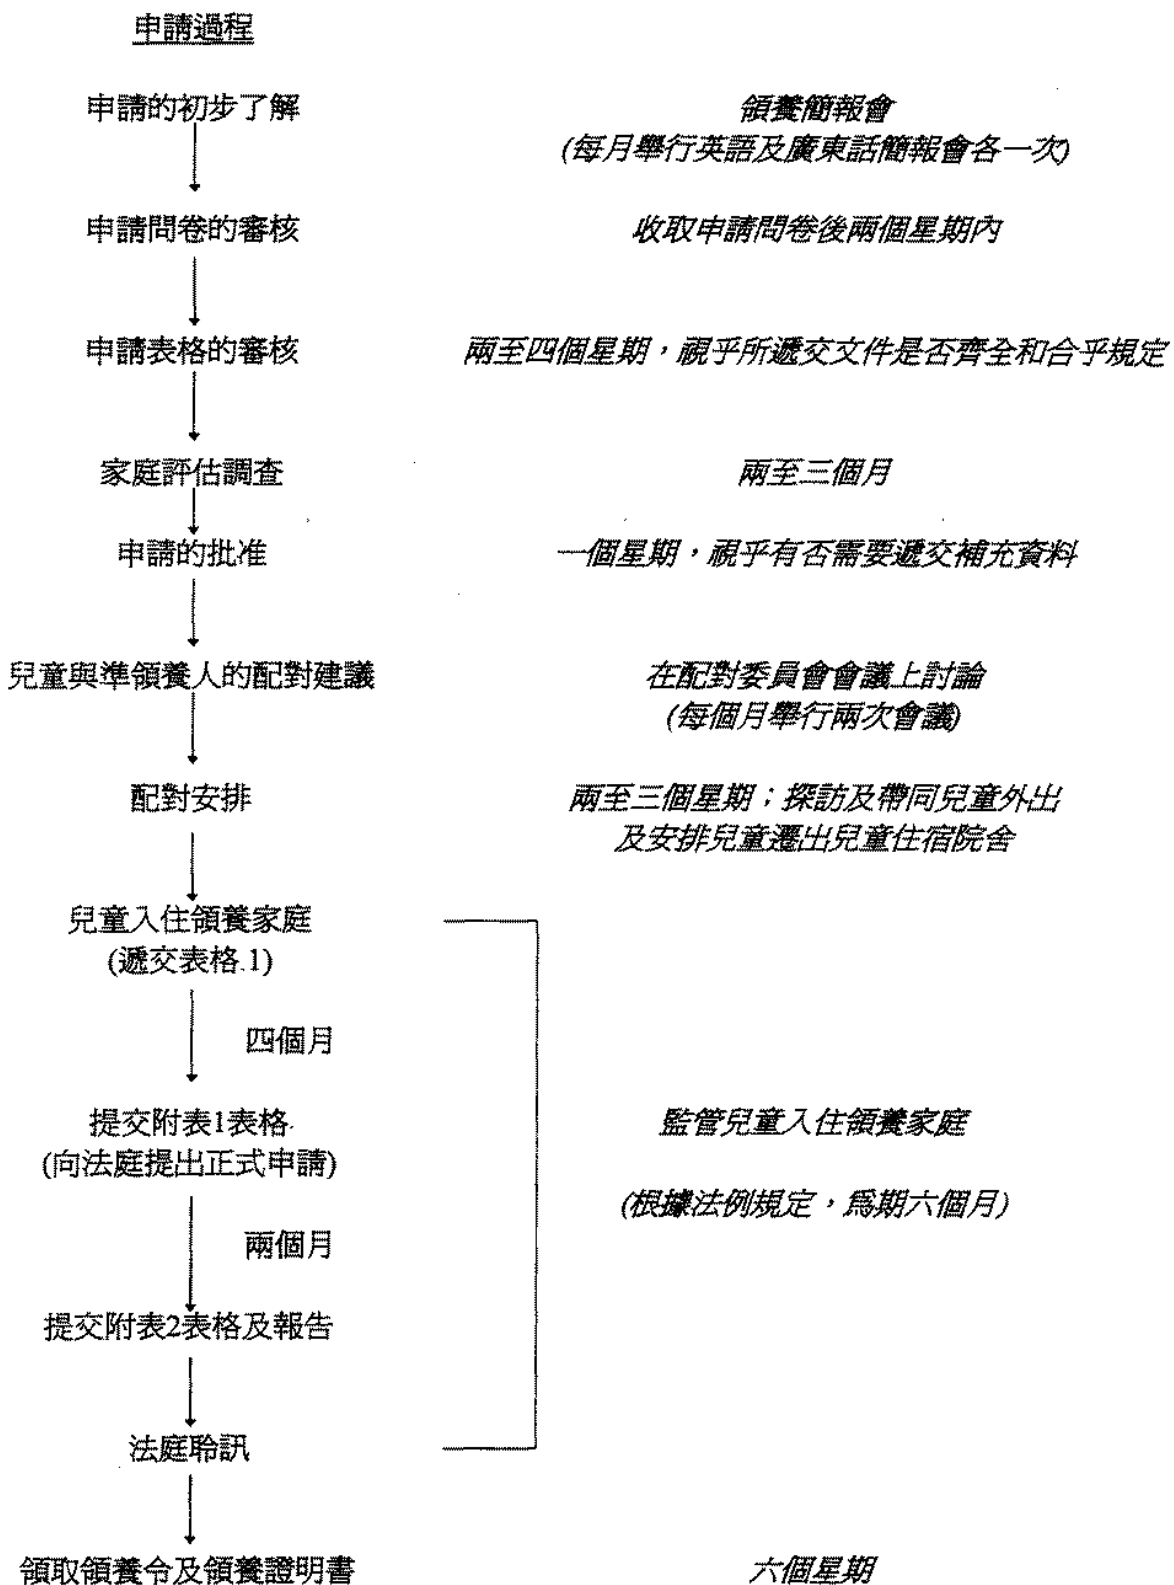 申請過程
申請的初步了解
領養簡報會
(每月舉行英語及廣東話簡報會各一次)
申請問卷的審核
收取申請問卷後兩個星期內
申請表格的審核
兩至四個星期，視乎所遞交文件是否齊全和合乎規定
家庭評估調查
兩至三個月
申請的批准
一個星期，視乎有否需要遞交補充資料
兒童與準領養人的配對建議
在配對委員會會議上討論
(每個月舉行兩次會議)
配對安排
兩至三個星期；探訪及帶同兒童外出
及安排兒童遷出兒童住宿院舍
兒童入住領養家庭
(遞交表格.1)
四個月
提交附表1表格
(向法庭提出正式申請)
監管兒童入住領養家庭
(根據法例規定，爲期六個月)
兩個月
提交附表2表格及報告
法庭聆訊
領取領養令及領養證明書
六個星期